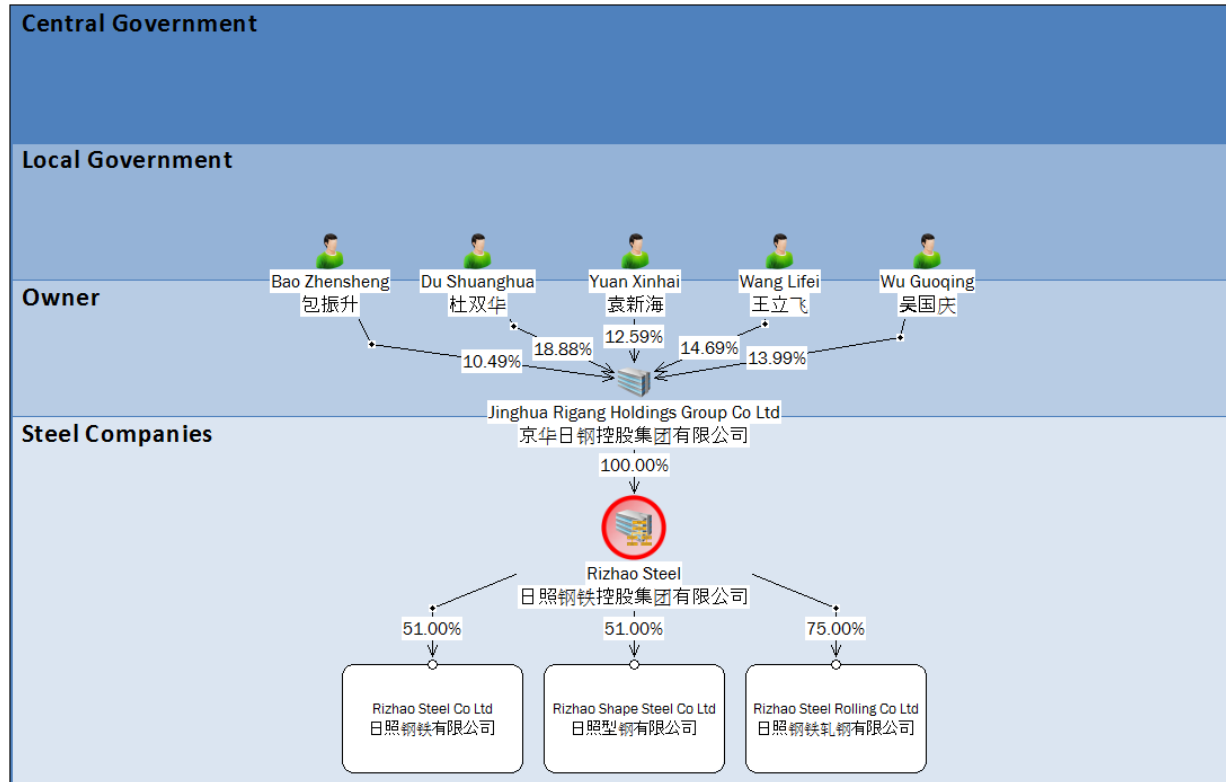 Central Government
Local Government
Bao Zhensheng
包振升
Du Shuanghua
杜双华
Yuan Xinhai
袁新海
Wang Lifei
王立飞
Wu Guoqing
吴国庆
Owner
10.49%
18.88%
12.59%
14.69%
13.99%
Jinghua Rigang Holdings Group Co Ltd
京华日钢控股集团有限公司
Steel Companies
100.00%
Rizhao Steel
日照钢铁控股集团有限公司
51.00%
51.00%
75.00%
Rizhao Steel Co Ltd
日照钢铁有限公司
Rizhao Shape Steel Co Ltd
日照型钢有限公司
Rizhao Steel Rolling Co Ltd
日照钢铁轧钢有限公司